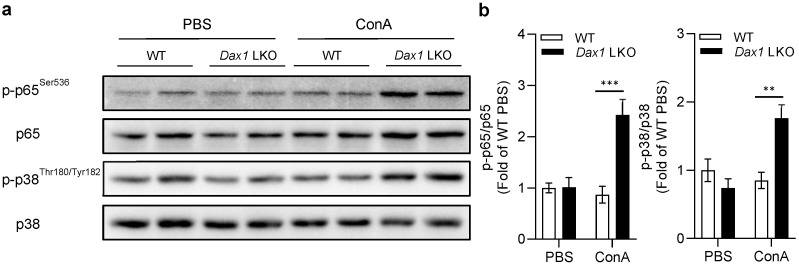 a
PBS ConA
WT Dax1 LKO WT Dax1 LKO
p-p65Ser536
p65
p-p38Thr180/Tyr182
p38
b
WT
Dax1 LKO
p-p65/p65
(Fold of WT PBS)
4
3
2
1
0
***
PBS ConA
WT
Dax1 LKO
p-p38/p38
(Fold of WT PBS)
3
2
1
0
**
PBS ConA